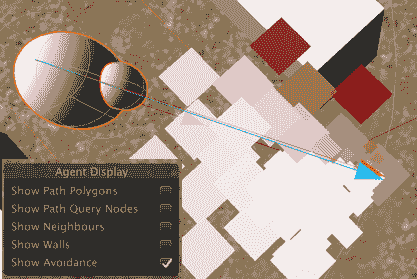 Agent Display
Show Path Polygons
Show Path Query Nodes
Show Neighbours
Show Walls
Show Avoidance